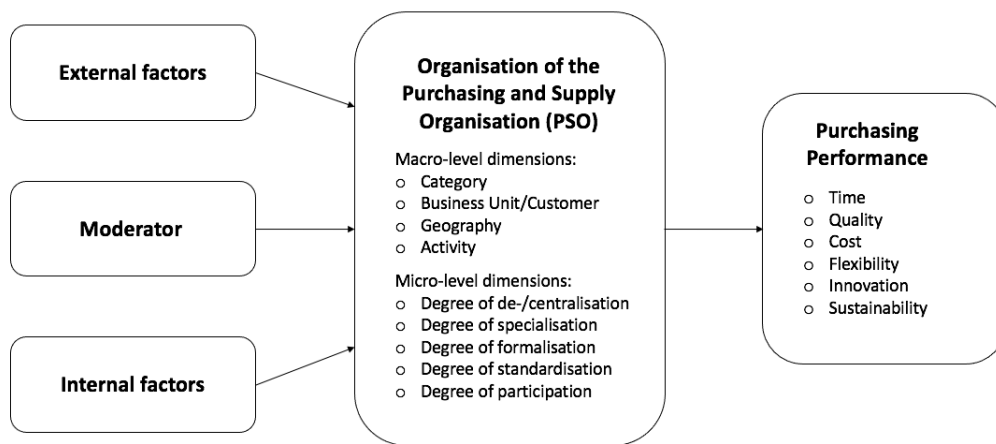 External factors
Moderator
Internal factors
Organisation of the
Purchasing and Supply
Organisation (PSO)
Macro-level dimensions:
o Category
o Business Unit/Customer
o Geography
o Activity
Micro-level dimensions:
o Degree of de-/centralisation
o Degree of specialisation
o Degree of formalisation
o Degree of standardisation
o Degree of participation
Purchasing
Performance
o Time
o Quality
o Cost
o Flexibility
o Innovation
o Sustainability